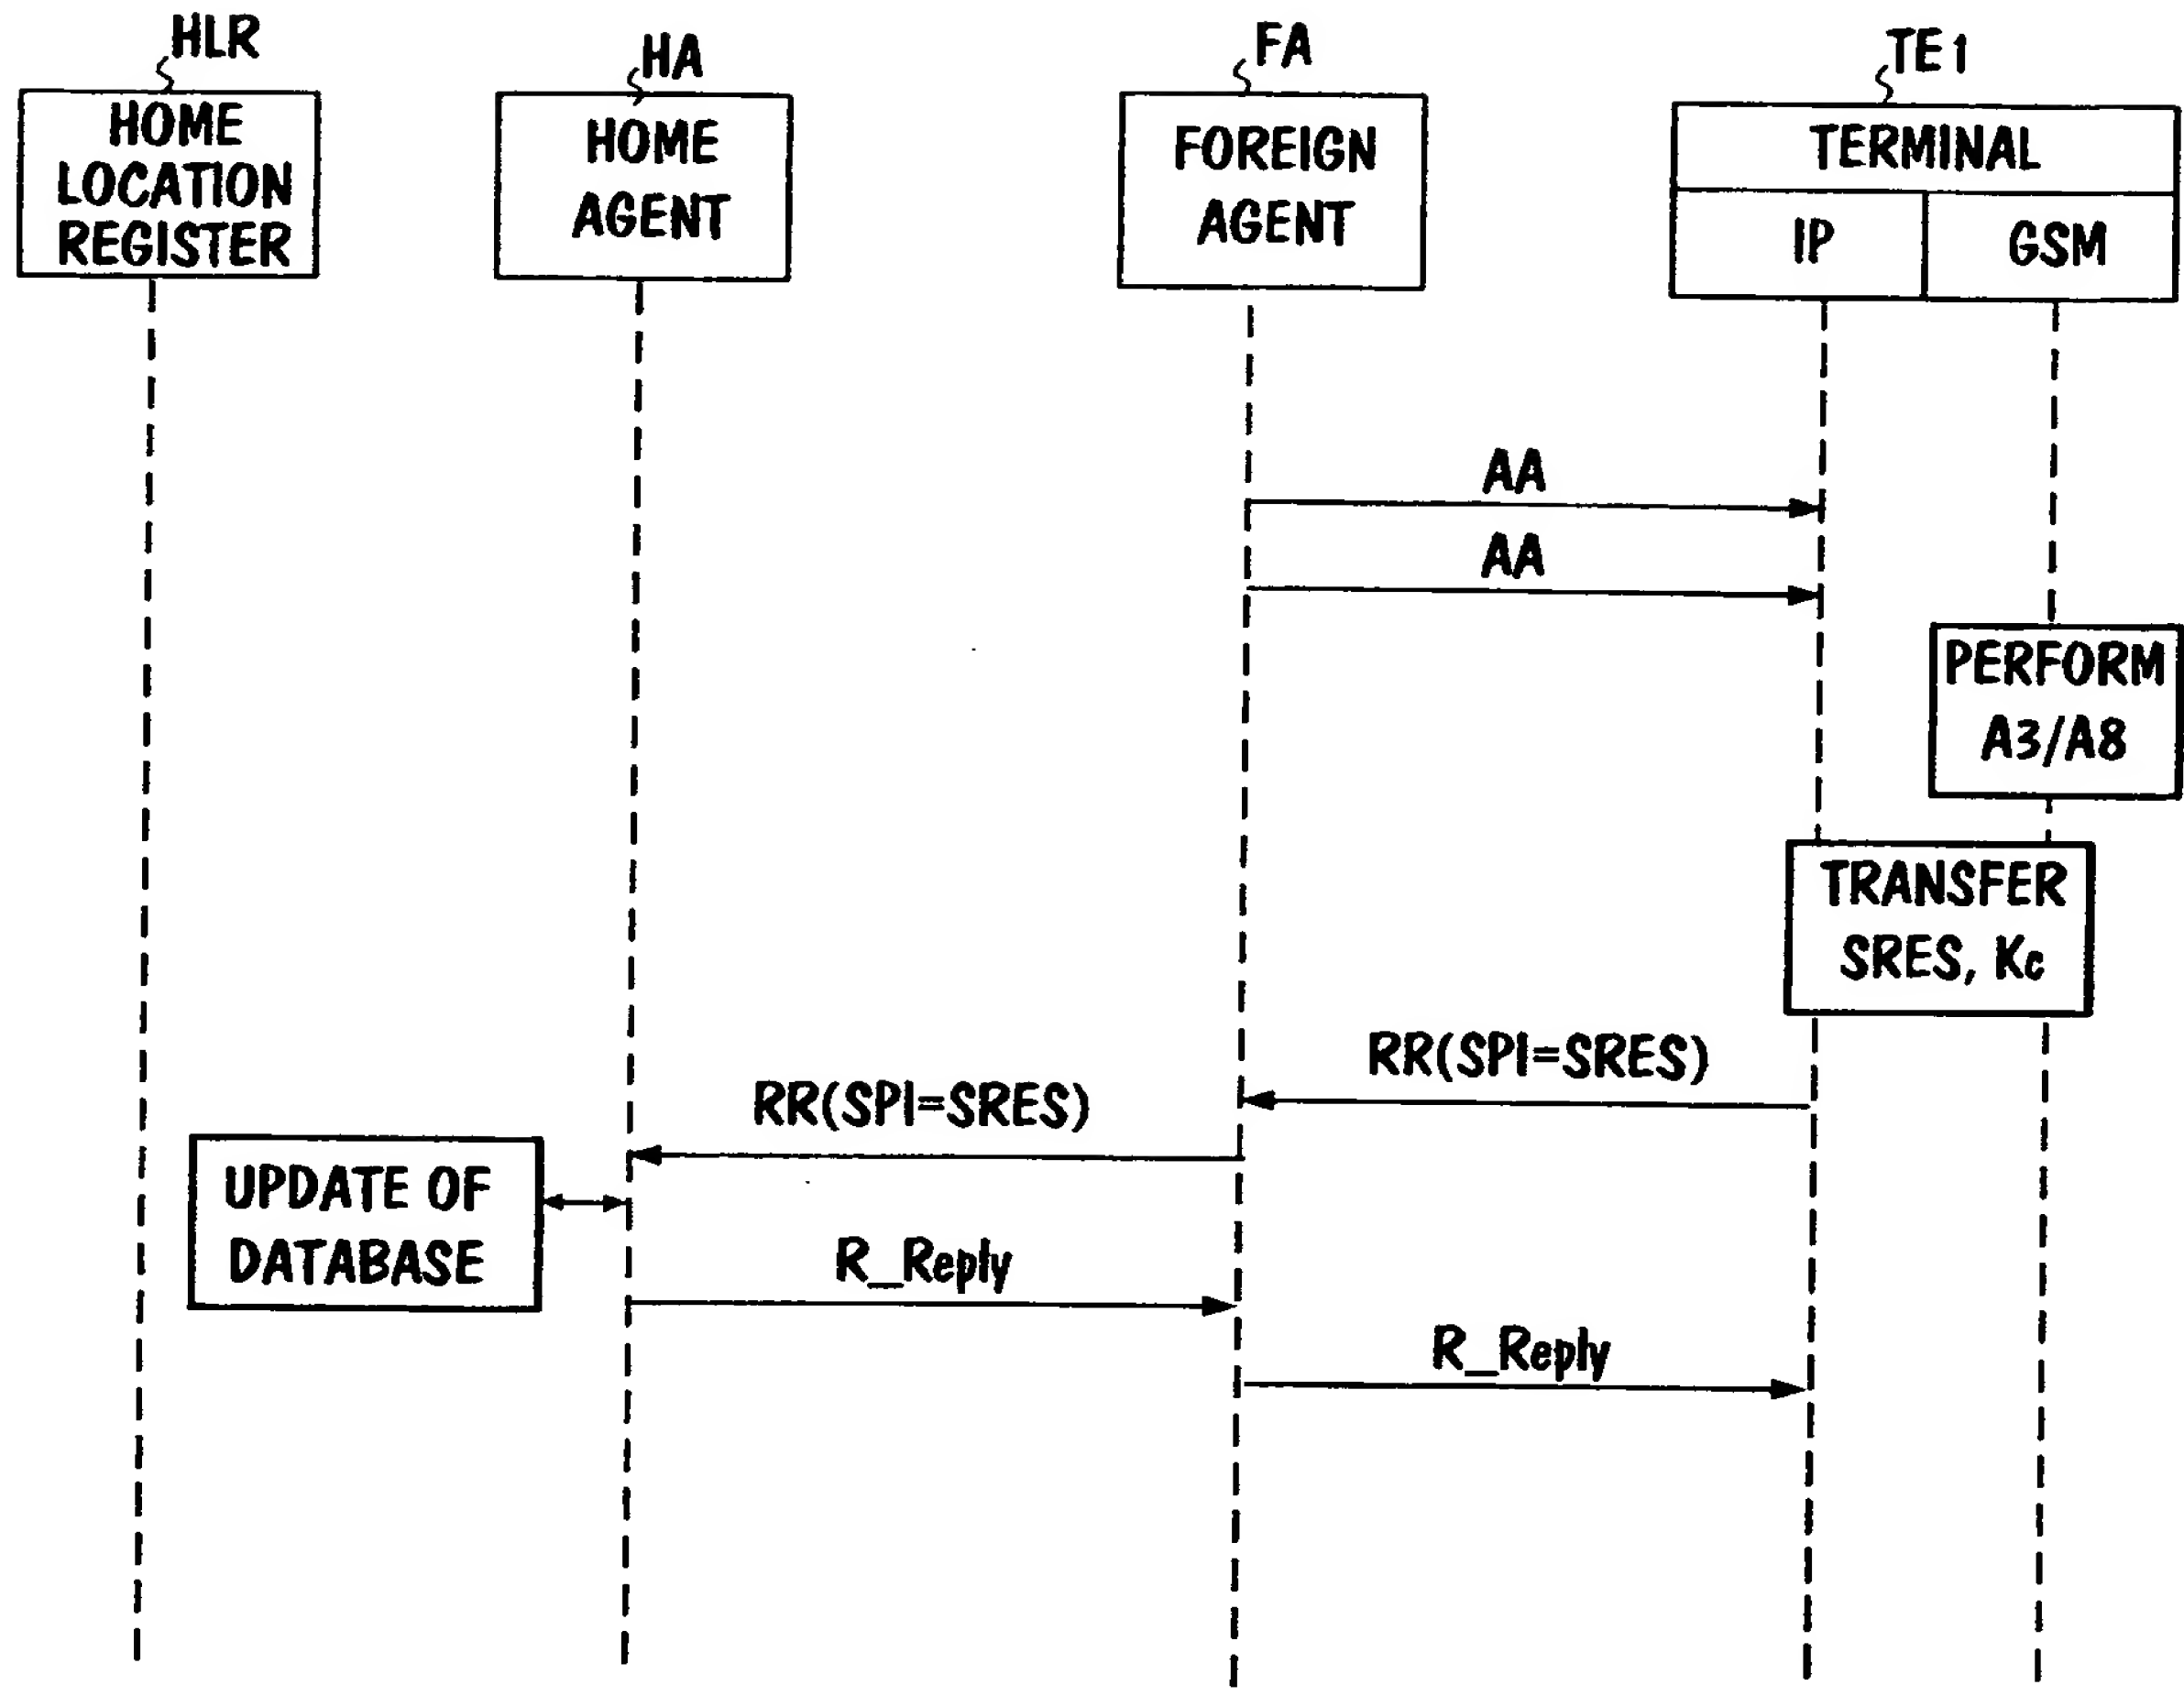 HLR
HA
FA
TE1
HOME
LOCATION
REGISTER
HOME
AGENT
FOREIGN
AGENT
TERMINAL
IP
GSM
AA
AA
PERFORM
A3/A8
TRANSFER
SRES, Kc
RR(SPI=SRES)
RR(SPI=SRES)
UPDATE OF
DATABASE
R_Reply
R_Reply